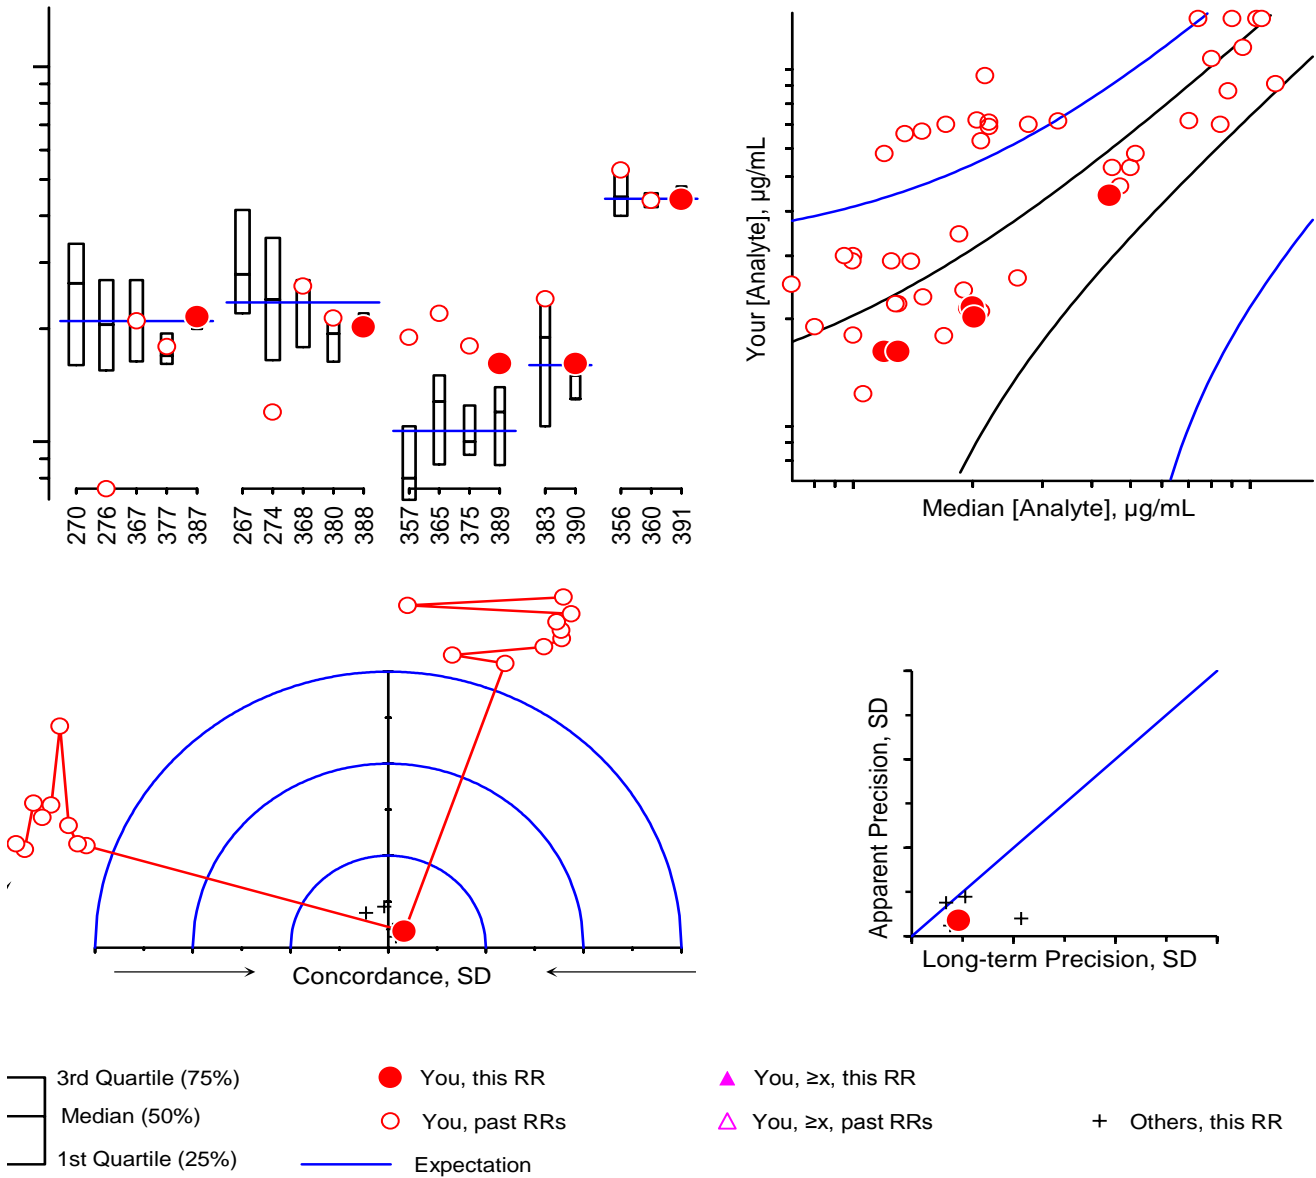 Your [Analyte], µg/mL
270 276 367 377 387 267 274 368 380 388 357 365 375 389 383 390 356 360 391
Median [Analyte], µg/mL
Apparent Precision, SD
Concordance, SD
Long-term Precision, SD
3rd Quartile (75%)
Median (50%)
1st Quartile (25%)
You, this RR
You, past RRs
Expectation
You, ≥x, this RR
You, ≥x, past RRs
Others, this RR